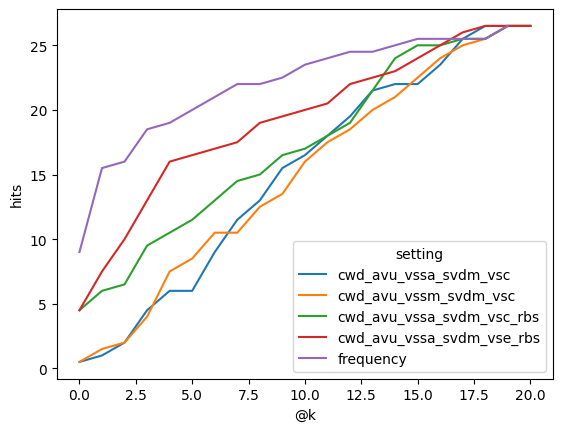 25
20
15
10
5
0
hits
0.0 2.5 5.0 7.5 10.0 12.5 15.0 17.5 20.0
@k
setting
cwd_avu_vssa_svdm_vsc
cwd_avu_vssm_svdm_vsc
cwd_avu_vssa_svdm_vsc_rbs
cwd_avu_vssa_svdm_vse_rbs
frequency